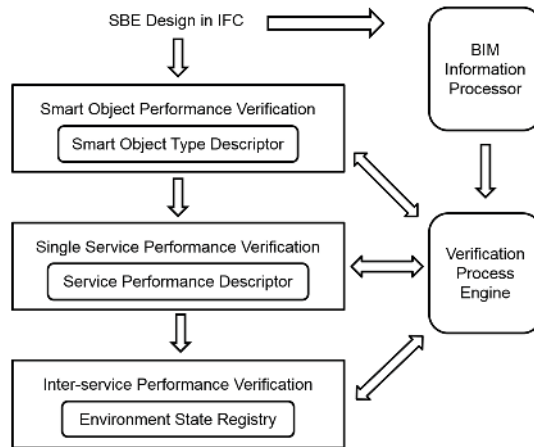 SBE Design in IFC
BIM
Information
Processor
Smart Object Performance Verification
Smart Object Type Descriptor
Single Service Performance Verification
Service Performance Descriptor
Verification
Process
Engine
Inter-service Performance Verification
Environment State Registry